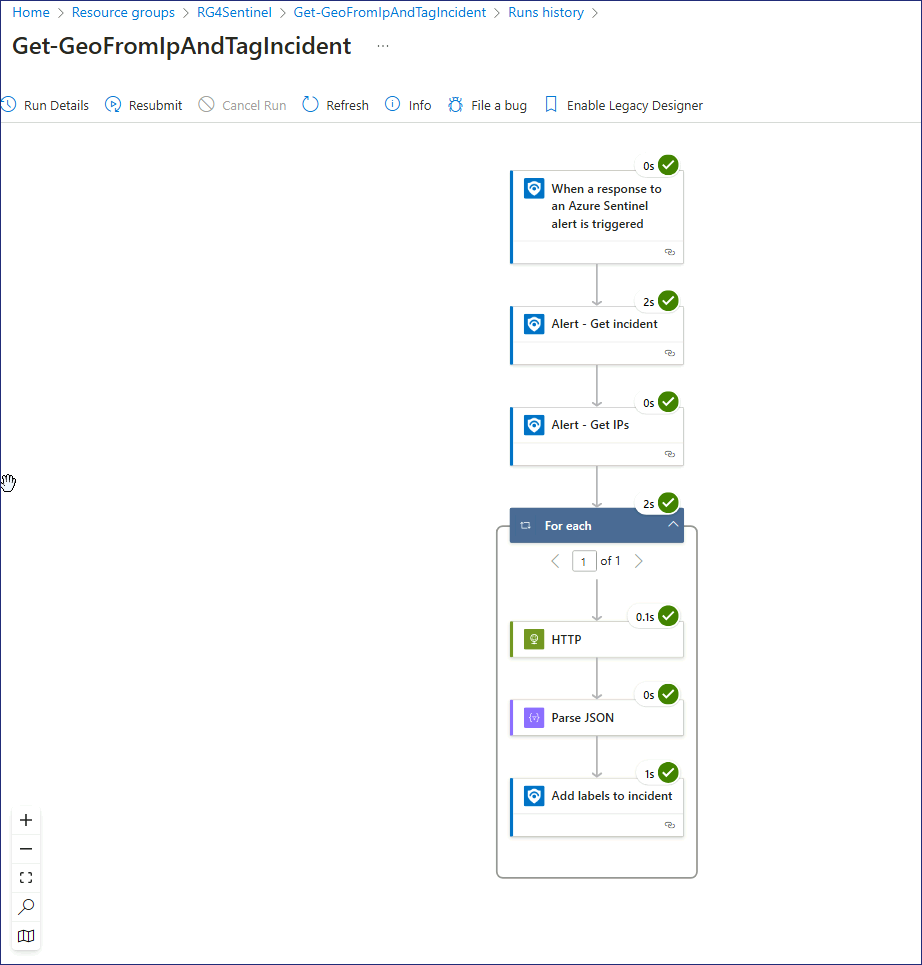 Home > Resource groups > RG4Sentinel > Get-GeoFromIpAndTagIncident > Runs history >
Get-GeoFromIpAndTagIncident ...
Run Details Resubmit Cancel Run Refresh Info File a bug Enable Legacy Designer
0s
When a response to
an Azure Sentinel
alert is triggered
2s
Alert - Get incident
0s
Alert - Get IPs
2s
For each
1 of 1
0.1s
HTTP
0s
Parse JSON
1s
Add labels to incident